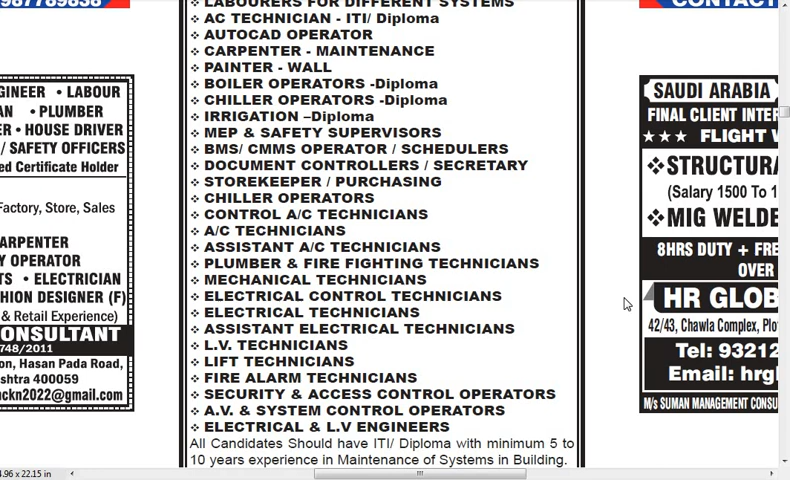 LABOURERS FOR DIFFERENT SYSTEMS
❖ AC TECHNICIAN - ITI/ Diploma
❖ AUTOCAD OPERATOR
❖ CARPENTER - MAINTENANCE
❖ PAINTER - WALL
❖ BOILER OPERATORS -Diploma
❖ CHILLER OPERATORS -Diploma
❖ IRRIGATION –Diploma
❖ MEP & SAFETY SUPERVISORS
❖ BMS/ CMMS OPERATOR / SCHEDULERS
❖ DOCUMENT CONTROLLERS / SECRETARY
❖ STOREKEEPER / PURCHASING
❖ CHILLER OPERATORS
❖ CONTROL A/C TECHNICIANS
❖ A/C TECHNICIANS
❖ ASSISTANT A/C TECHNICIANS
❖ PLUMBER & FIRE FIGHTING TECHNICIANS
❖ MECHANICAL TECHNICIANS
❖ ELECTRICAL CONTROL TECHNICIANS
❖ ELECTRICAL TECHNICIANS
❖ ASSISTANT ELECTRICAL TECHNICIANS
❖ L.V. TECHNICIANS
❖ LIFT TECHNICIANS
❖ FIRE ALARM TECHNICIANS
❖ SECURITY & ACCESS CONTROL OPERATORS
❖ A.V. & SYSTEM CONTROL OPERATORS
❖ ELECTRICAL & L.V ENGINEERS
All Candidates Should have ITI/ Diploma with minimum 5 to
10 years experience in Maintenance of Systems in Building.
GINEER • LABOUR
AN • PLUMBER
ER • HOUSE DRIVER
/ SAFETY OFFICERS
ed Certificate Holder
Factory, Store, Sales
ARPENTER
Y OPERATOR
TS • ELECTRICIAN
HION DESIGNER (F)
& Retail Experience)
ONSULTANT
748/2011
on, Hasan Pada Road,
shtra 400059
nckn2022@gmail.com
CONTACT
SAUDI ARABIA
FINAL CLIENT INTER
★★★ FLIGHT W
❖STRUCTURA
(Salary 1500 To 1
❖MIG WELDE
8HRS DUTY + FRE
OVER
HR GLOB
42/43, Chawla Complex, Plo
Tel: 93212
Email: hrgl
M/s SUMAN MANAGEMENT CONSU
4.96 x 22.15 in